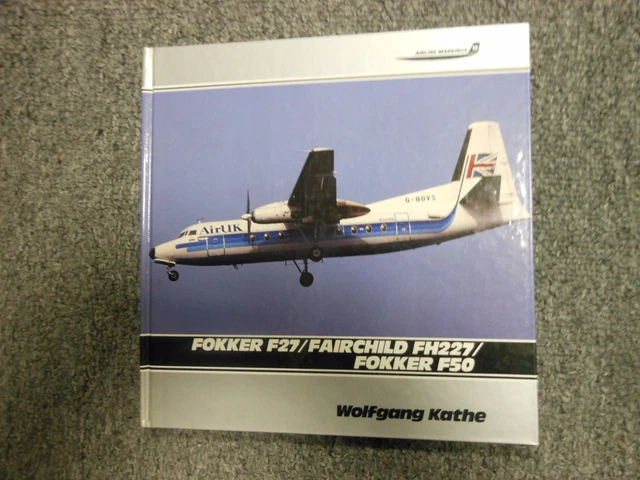 AIRLINE MARKINGS
AirUK
G-BDVS
FOKKER F27/FAIRCHILD FH227/
FOKKER F50
Wolfgang Kathe